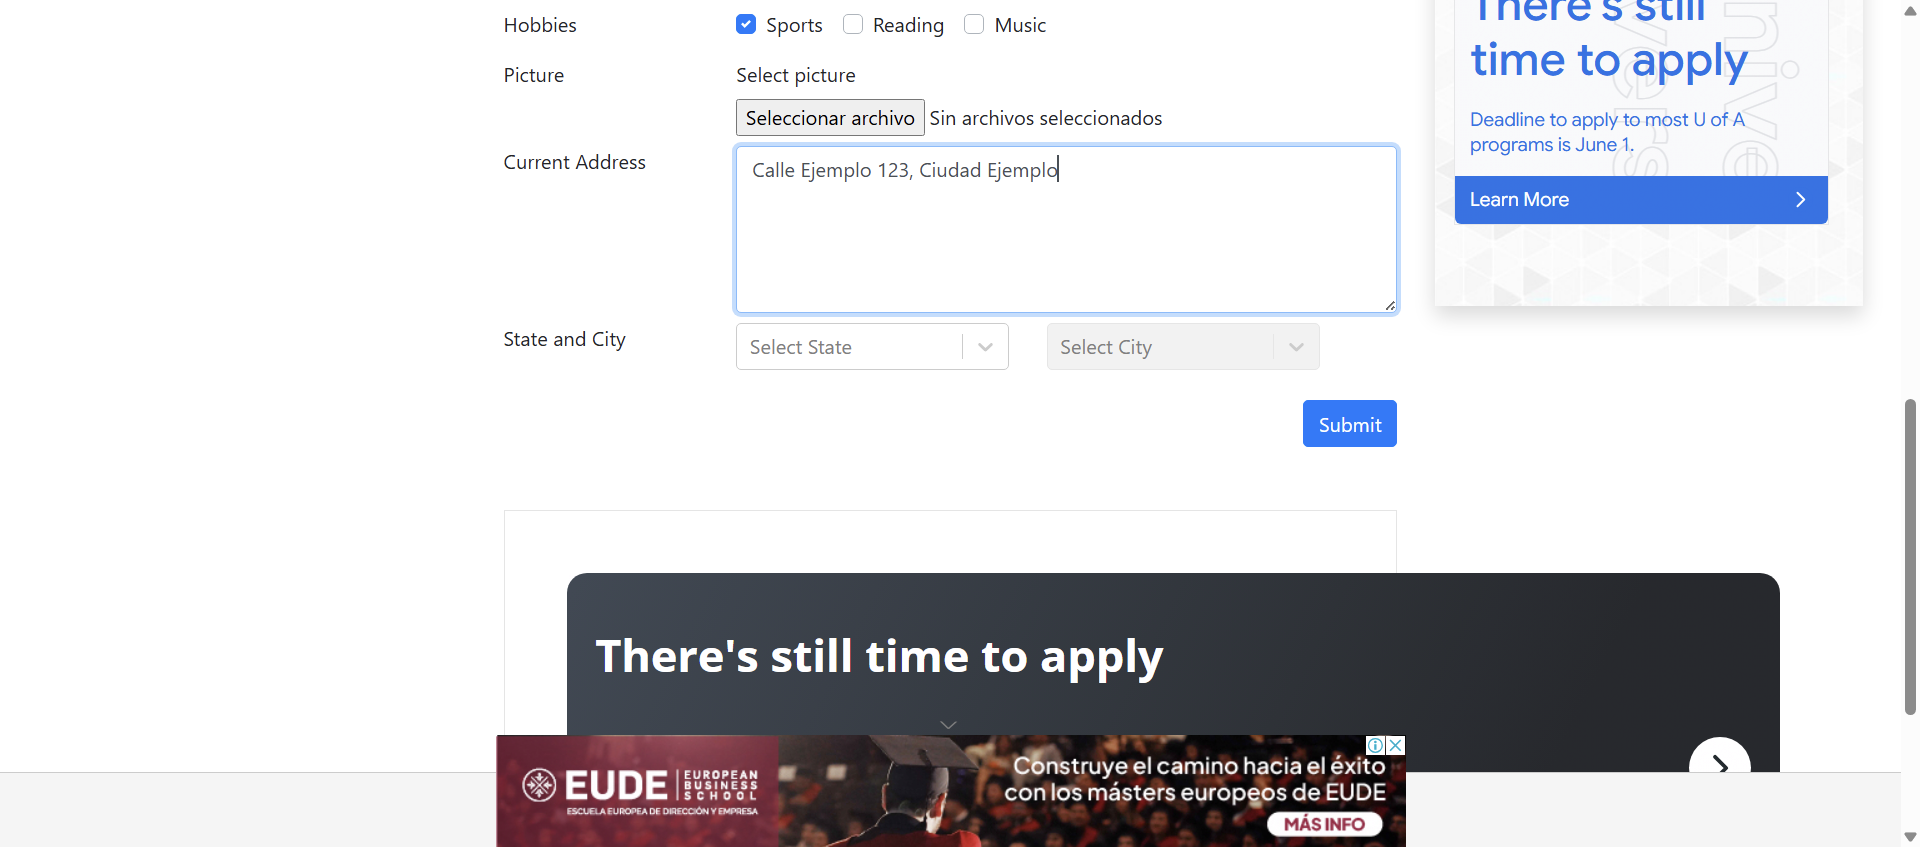 Hobbies
Sports
Reading
Music
Picture
Select picture
Seleccionar archivo
Sin archivos seleccionados
Current Address
Calle Ejemplo 123, Ciudad Ejemplo
State and City
Select State
Select City
Submit
There's still
time to apply
Deadline to apply to most U of A
programs is June 1.
Learn More
There's still time to apply
EUDE
EUROPEAN
BUSINESS
SCHOOL
ESCUELA EUROPEA DE DIRECCIÓN Y EMPRESA
Construye el camino hacia el éxito
con los másters europeos de EUDE
MÁS INFO